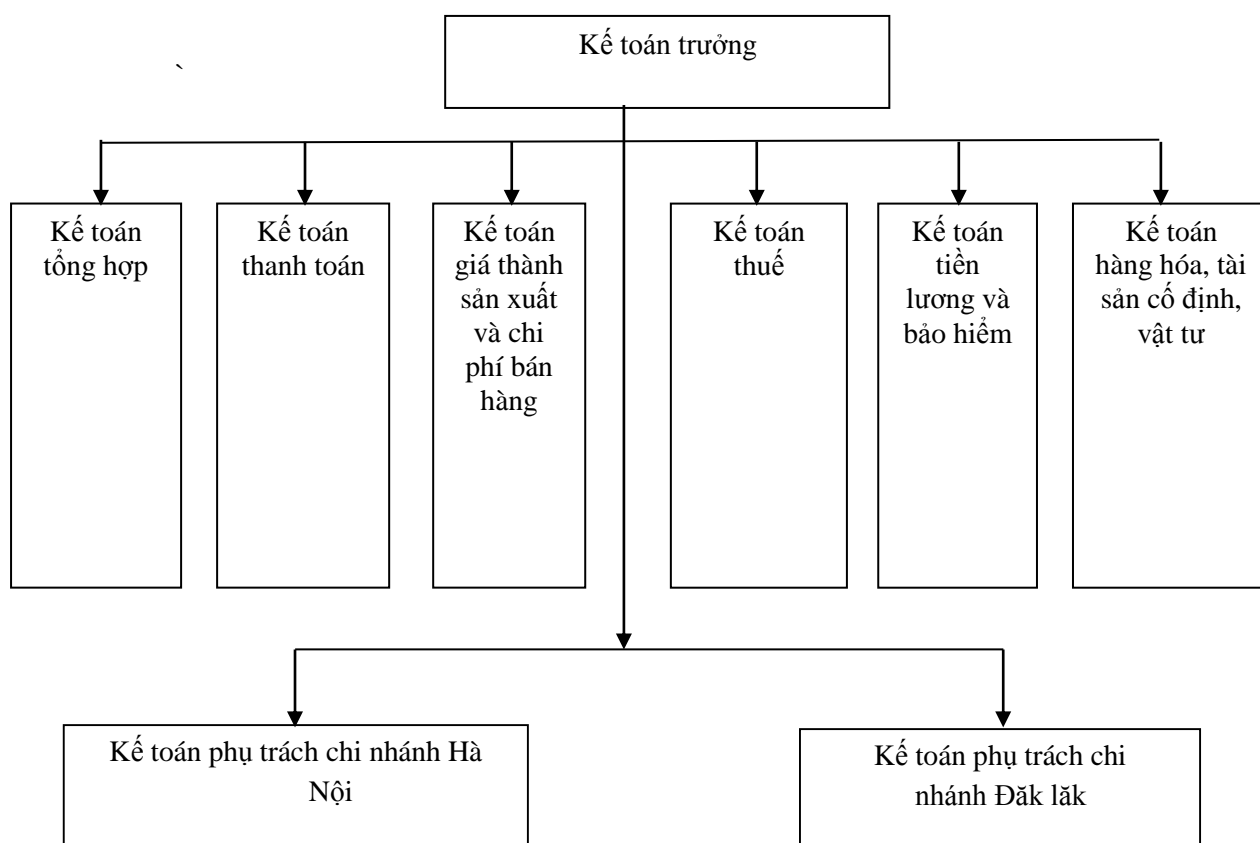 Kế toán trưởng
`
Kế toán
tổng hợp
Kế toán
thanh toán
Kế toán
giá thành
sản xuất
và chi
phí bán
hàng
Kế toán
thuế
Kế toán
tiền
lương và
bảo hiểm
Kế toán
hàng hóa, tài
sản cố định,
vật tư
Kế toán phụ trách chi nhánh Hà
Nội
Kế toán phụ trách chi
nhánh Đăk lăk